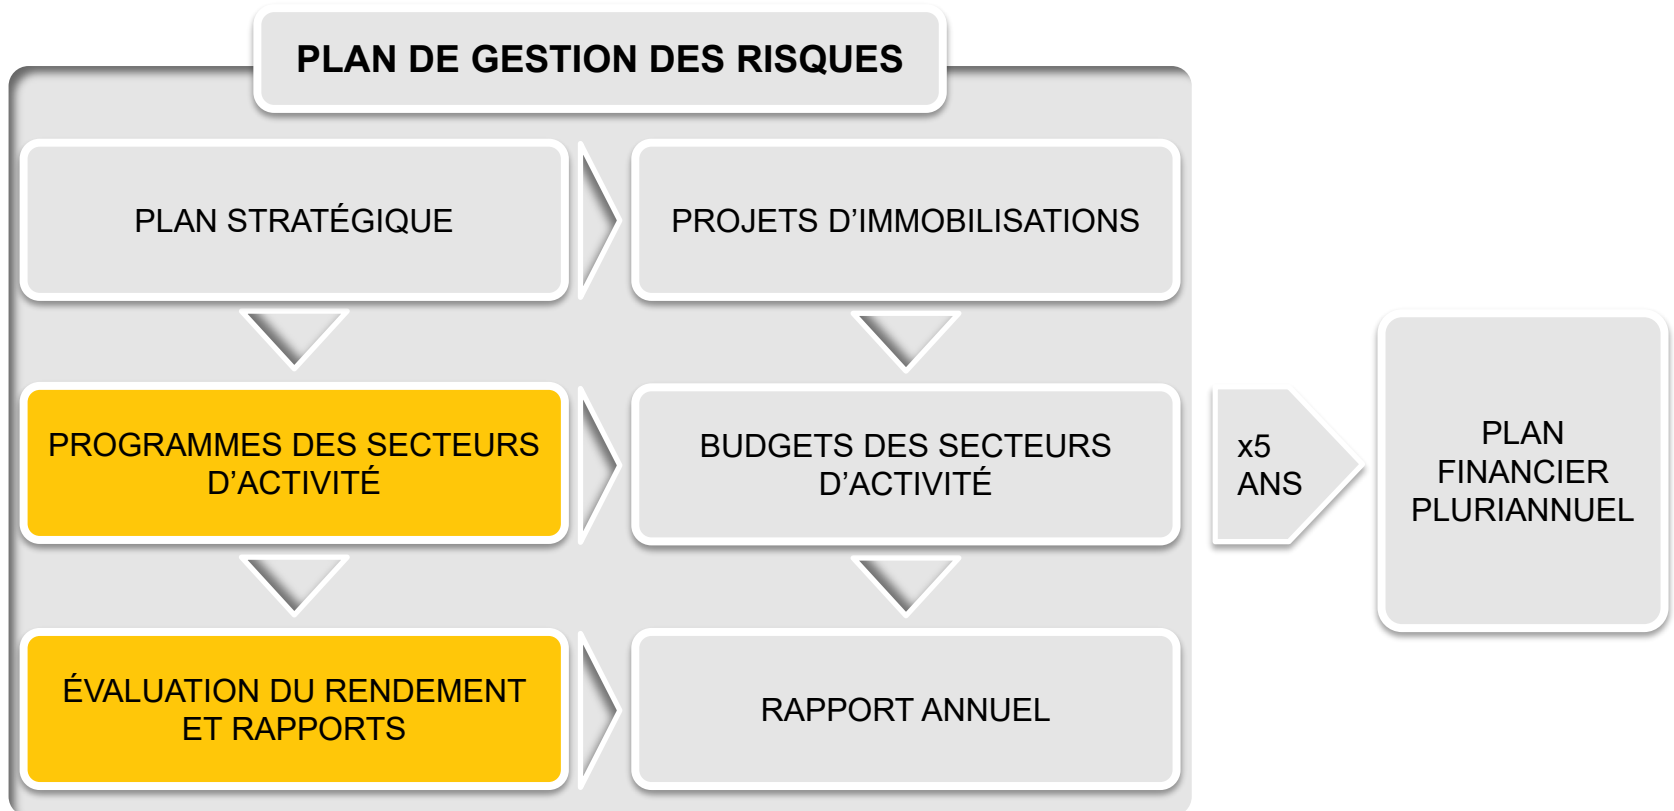 PLAN DE GESTION DES RISQUES
PLAN STRATÉGIQUE
PROJETS D’IMMOBILISATIONS
PROGRAMMES DES SECTEURS
D’ACTIVITÉ
BUDGETS DES SECTEURS
D’ACTIVITÉ
x5
ANS
PLAN
FINANCIER
PLURIANNUEL
ÉVALUATION DU RENDEMENT
ET RAPPORTS
RAPPORT ANNUEL